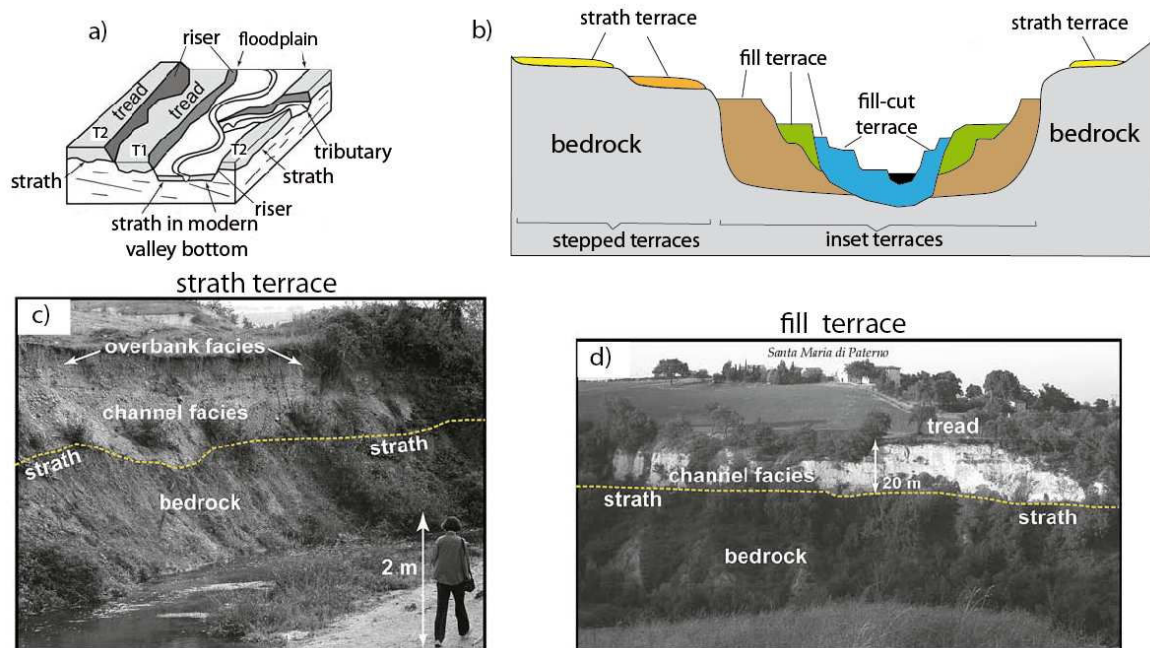 a)
riser
floodplain
tread
tread
T2
T1
T2
tributary
strath
strath
riser
strath in modern
valley bottom
b)
strath terrace
strath terrace
fill terrace
fill-cut
terrace
bedrock
bedrock
stepped terraces
inset terraces
strath terrace
c)
overbank facies
channel facies
strath
strath
bedrock
2 m
fill terrace
d)
Santa Maria di Paterno
tread
channel facies
20 m
strath
strath
bedrock